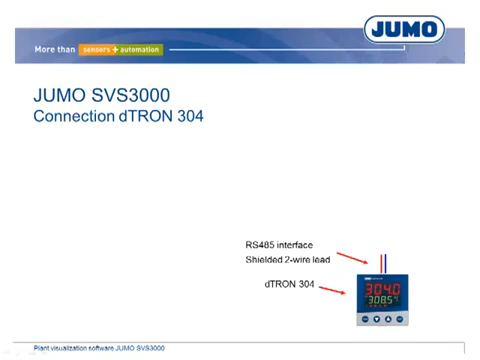 JUMO
More than sensors + automation
JUMO SVS3000
Connection dTRON 304
RS485 interface
Shielded 2-wire lead
dTRON 304
304.0
308.5
Plant visualization software JUMO SVS3000